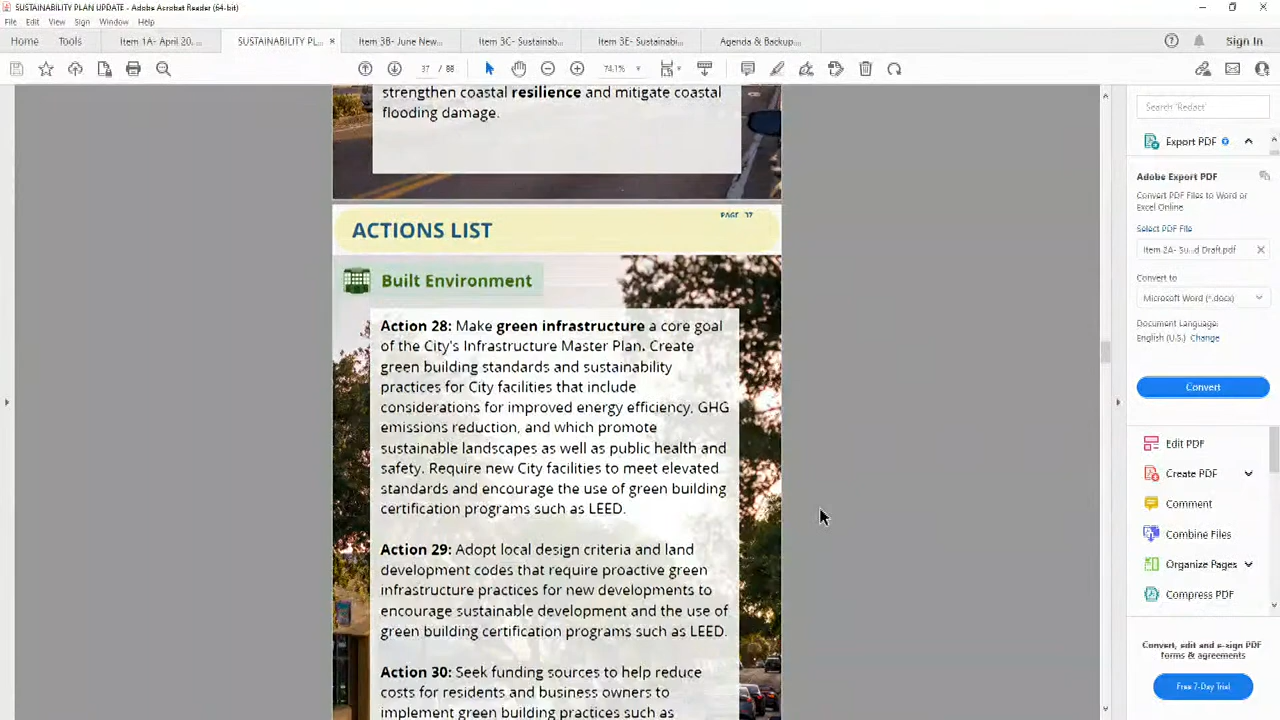 SUSTAINABILITY PLAN UPDATE - Adobe Acrobat Reader (64-bit)
File Edit View Sign Window Help
Home Tools Item 1A- April 20, ... SUSTAINABILITY PL... × Item 3B- June New... Item 3C- Sustainab... Item 3E- Sustainabi... Agenda & Backup... Sign In
37 / 88 74.1%
strengthen coastal resilience and mitigate coastal
flooding damage.
PAGE 37
ACTIONS LIST
Built Environment
Action 28: Make green infrastructure a core goal
of the City's Infrastructure Master Plan. Create
green building standards and sustainability
practices for City facilities that include
considerations for improved energy efficiency, GHG
emissions reduction, and which promote
sustainable landscapes as well as public health and
safety. Require new City facilities to meet elevated
standards and encourage the use of green building
certification programs such as LEED.
Action 29: Adopt local design criteria and land
development codes that require proactive green
infrastructure practices for new developments to
encourage sustainable development and the use of
green building certification programs such as LEED.
Action 30: Seek funding sources to help reduce
costs for residents and business owners to
implement green building practices such as
Search 'Redact'
Export PDF
Adobe Export PDF
Convert PDF Files to Word or
Excel Online
Select PDF File
Item 2A- Su...d Draft.pdf
Convert to
Microsoft Word (*.docx)
Document Language:
English (U.S.) Change
Convert
Edit PDF
Create PDF
Comment
Combine Files
Organize Pages
Compress PDF
Convert, edit and e-sign PDF
forms & agreements
Free 7-Day Trial